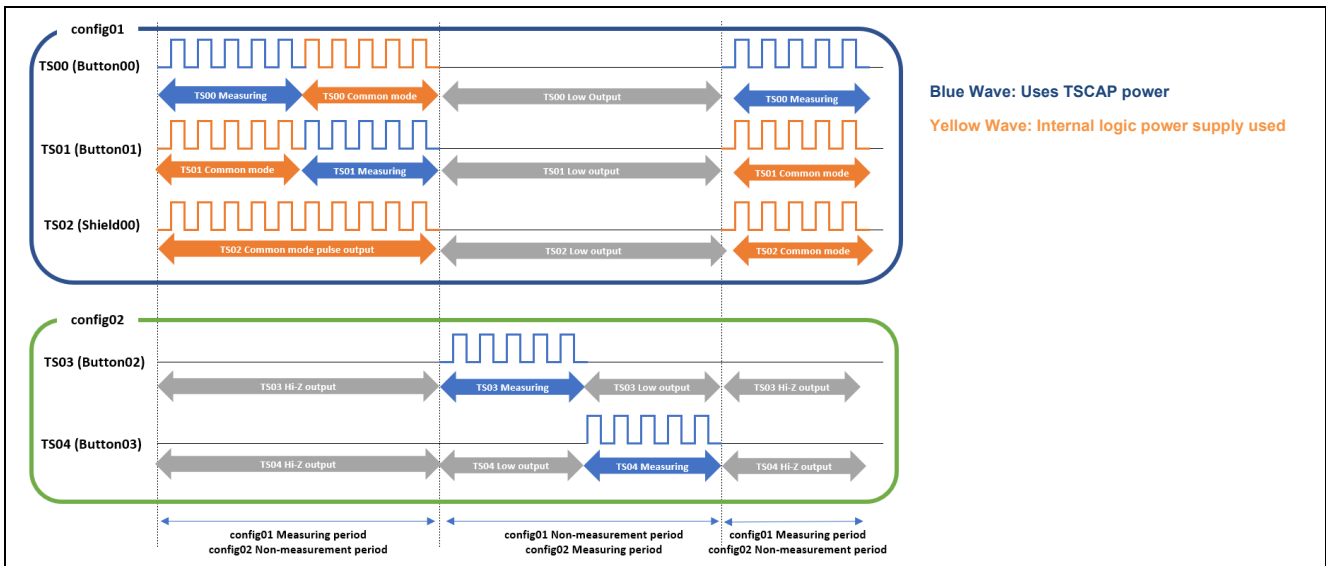 config01
TS00 (Button00)
TS00 Measuring
TS00 Common mode
TS00 Low Output
TS00 Measuring
Blue Wave: Uses TSCAP power
Yellow Wave: Internal logic power supply used
TS01 (Button01)
TS01 Common mode
TS01 Measuring
TS01 Low output
TS01 Common mode
TS02 (Shield00)
TS02 Common mode pulse output
TS02 Low output
TS02 Common mode
config02
TS03 (Button02)
TS03 Hi-Z output
TS03 Measuring
TS03 Low output
TS03 Hi-Z output
TS04 (Button03)
TS04 Hi-Z output
TS04 Low output
TS04 Measuring
TS04 Hi-Z output
config01 Measuring period
config02 Non-measurement period
config01 Non-measurement period
config02 Measuring period
config01 Measuring period
config02 Non-measurement period